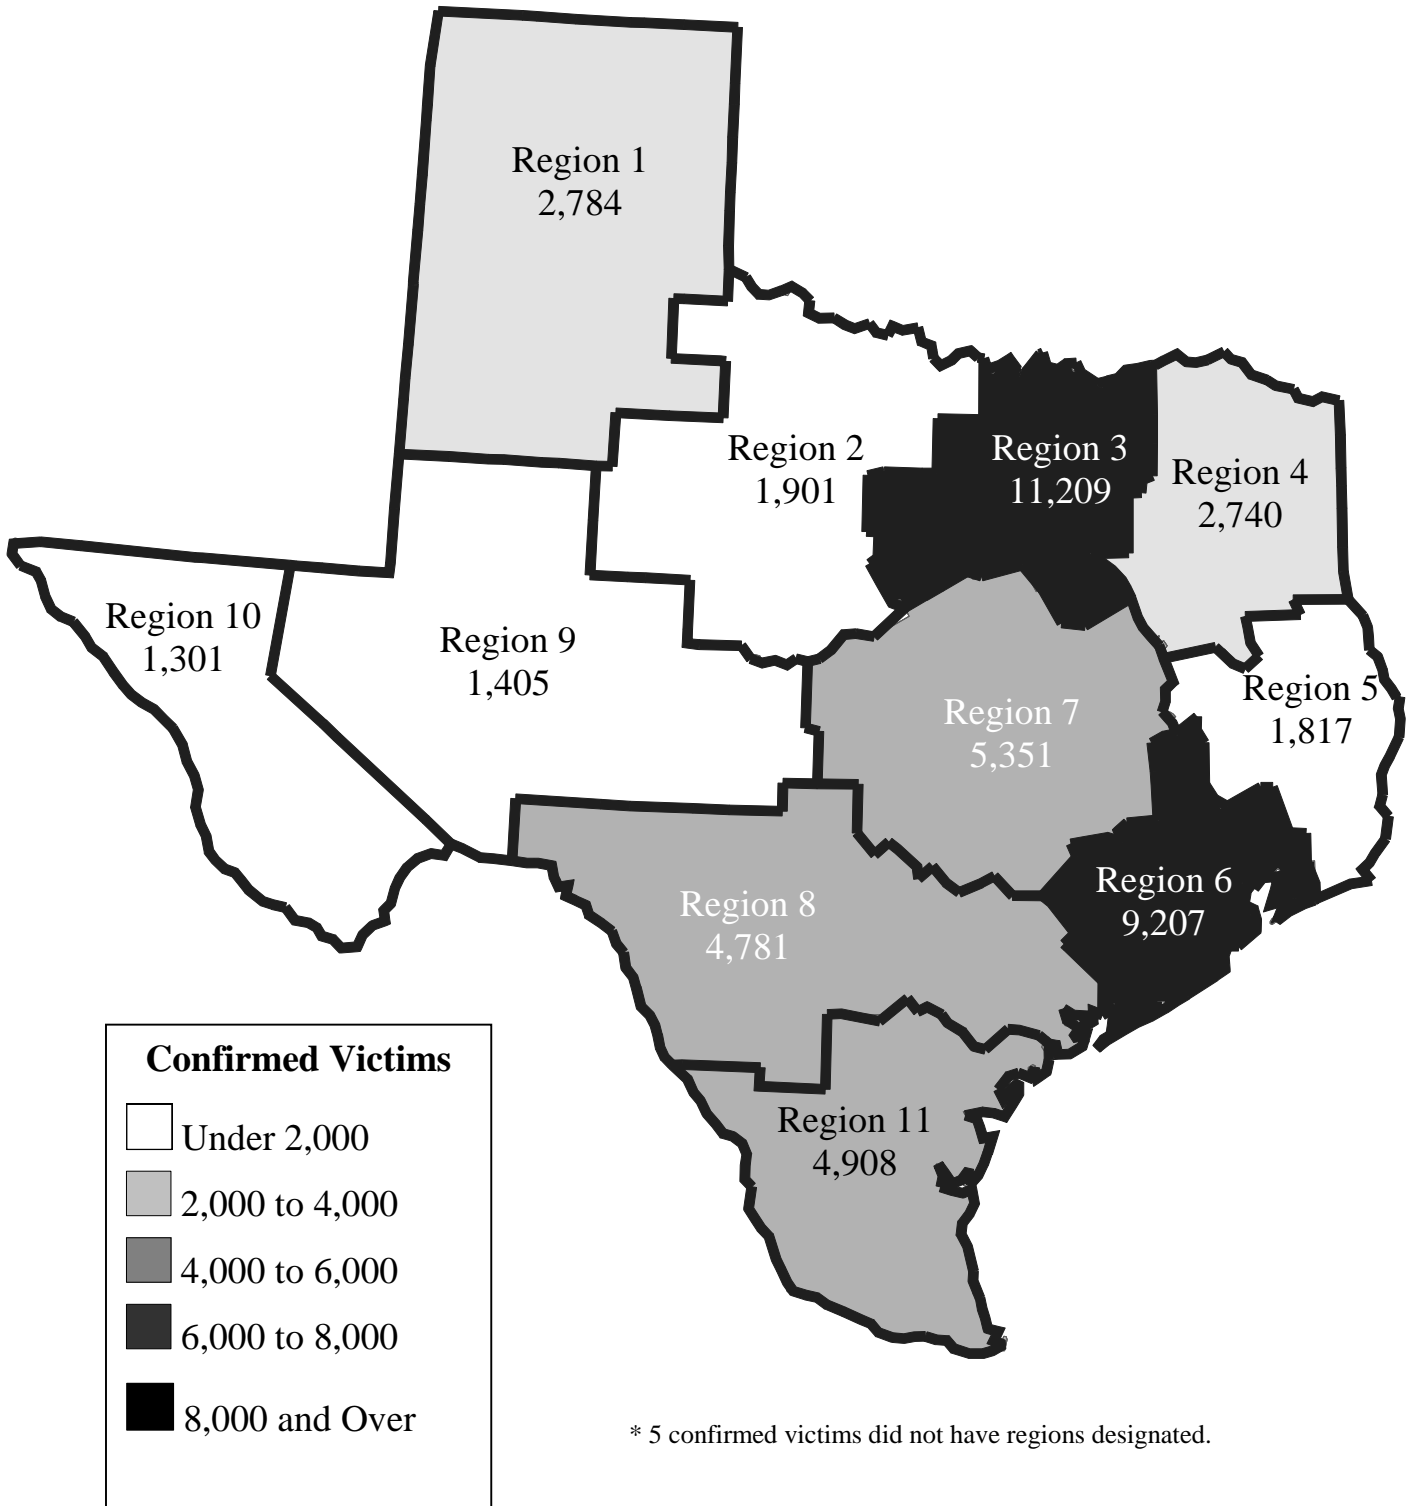 Region 1
2,784
Region 2
1,901
Region 3
11,209
Region 4
2,740
Region 10
1,301
Region 9
1,405
Region 7
5,351
Region 5
1,817
Region 8
4,781
Region 6
9,207
Region 11
4,908
Confirmed Victims
Under 2,000
2,000 to 4,000
4,000 to 6,000
6,000 to 8,000
8,000 and Over
* 5 confirmed victims did not have regions designated.